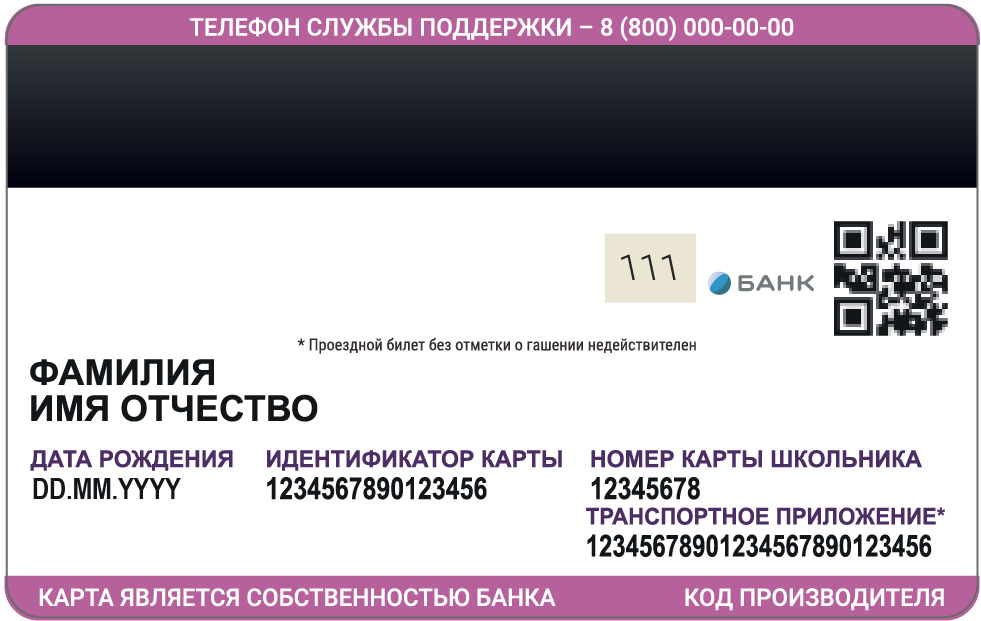 ТЕЛЕФОН СЛУЖБЫ ПОДДЕРЖКИ – 8 (800) 000-00-00
111
БАНК
* Проездной билет без отметки о гашении недействителен
ФАМИЛИЯ
ИМЯ ОТЧЕСТВО
ДАТА РОЖДЕНИЯ ИДЕНТИФИКАТОР КАРТЫ НОМЕР КАРТЫ ШКОЛЬНИКА
DD.MM.YYYY 1234567890123456 12345678
ТРАНСПОРТНОЕ ПРИЛОЖЕНИЕ*
12345678901234567890123456
КАРТА ЯВЛЯЕТСЯ СОБСТВЕННОСТЬЮ БАНКА КОД ПРОИЗВОДИТЕЛЯ